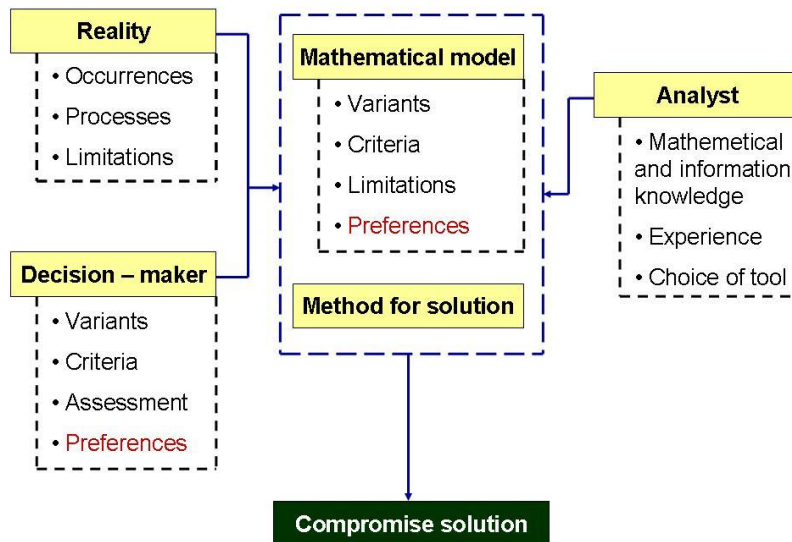 Reality
• Occurrences
• Processes
• Limitations
Decision – maker
• Variants
• Criteria
• Assessment
• Preferences
Mathematical model
• Variants
• Criteria
• Limitations
• Preferences
Method for solution
Analyst
• Mathemetical
and information
knowledge
• Experience
• Choice of tool
Compromise solution